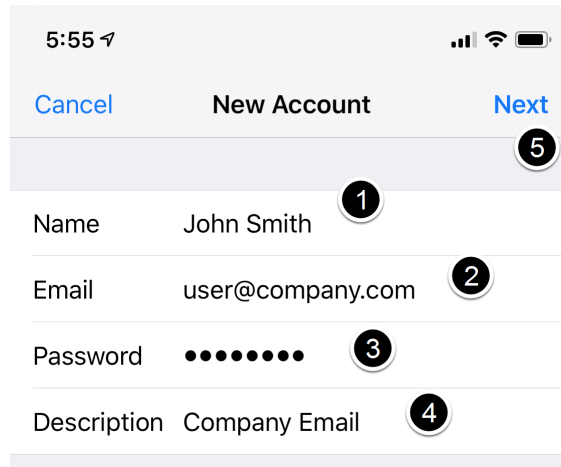 5:55
Cancel New Account Next
5
1
Name John Smith
2
Email user@company.com
3
Password ●●●●●●●●
4
Description Company Email